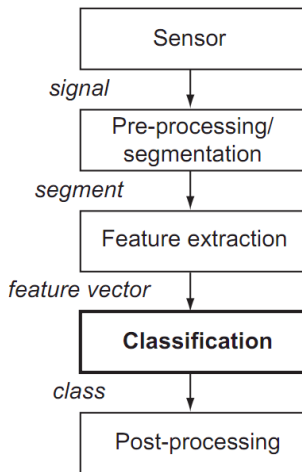 Sensor
signal
Pre-processing/
segmentation
segment
Feature extraction
feature vector
Classification
class
Post-processing